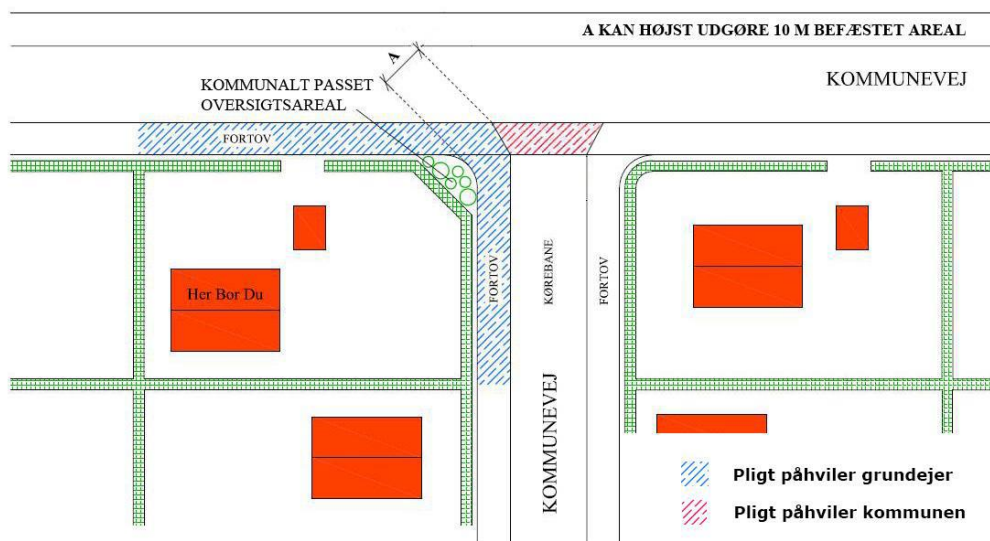 A KAN HØJST UDGØRE 10 M BEFÆSTET AREAL
A
KOMMUNEVEJ
KOMMUNALT PASSET
OVERSIGTSAREAL
FORTOV
FORTOV
KØREBANE
FORTOV
Her Bor Du
KOMMUNEVEJ
Pligt påhviler grundejer
Pligt påhviler kommunen